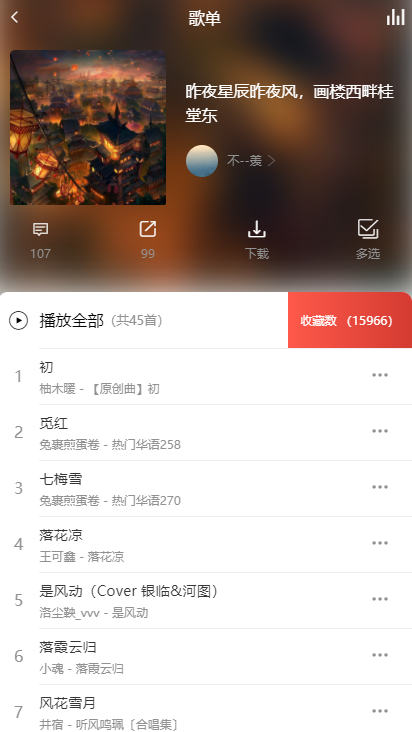 歌单
昨夜星辰昨夜风，画楼西畔桂
堂东
不--羡
107
99
下载
多选
播放全部 (共45首)
收藏数 （15966）
1
初
柚木暖 - 【原创曲】初
2
觅红
兔裹煎蛋卷 - 热门华语258
3
七梅雪
兔裹煎蛋卷 - 热门华语270
4
落花凉
王可鑫 - 落花凉
5
是风动（Cover 银临&河图）
洛尘鞅_vvv - 是风动
6
落霞云归
小魂 - 落霞云归
7
风花雪月
井宿 - 听风鸣珮〔合唱集〕